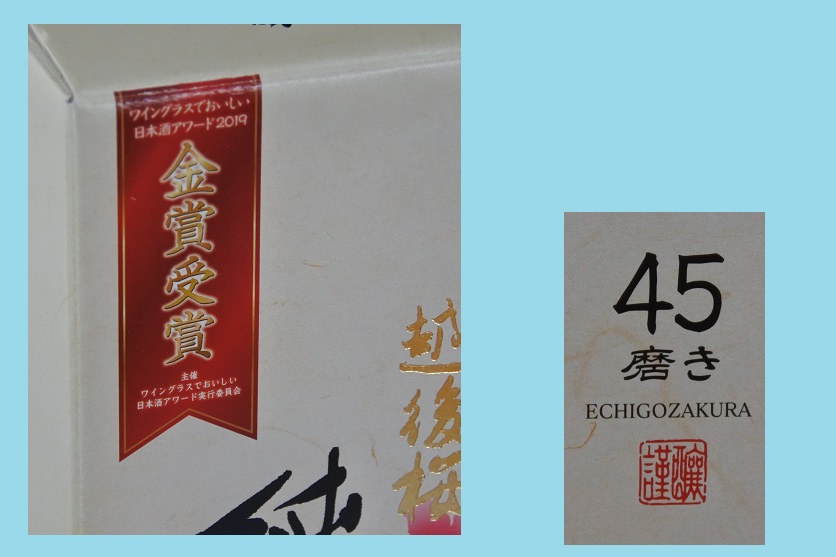 ワイングラスでおいしい
日本酒アワード2019
金賞受賞
主催
ワイングラスでおいしい
日本酒アワード実行委員会
越後桜
45
磨き
ECHIGOZAKURA
謹醸